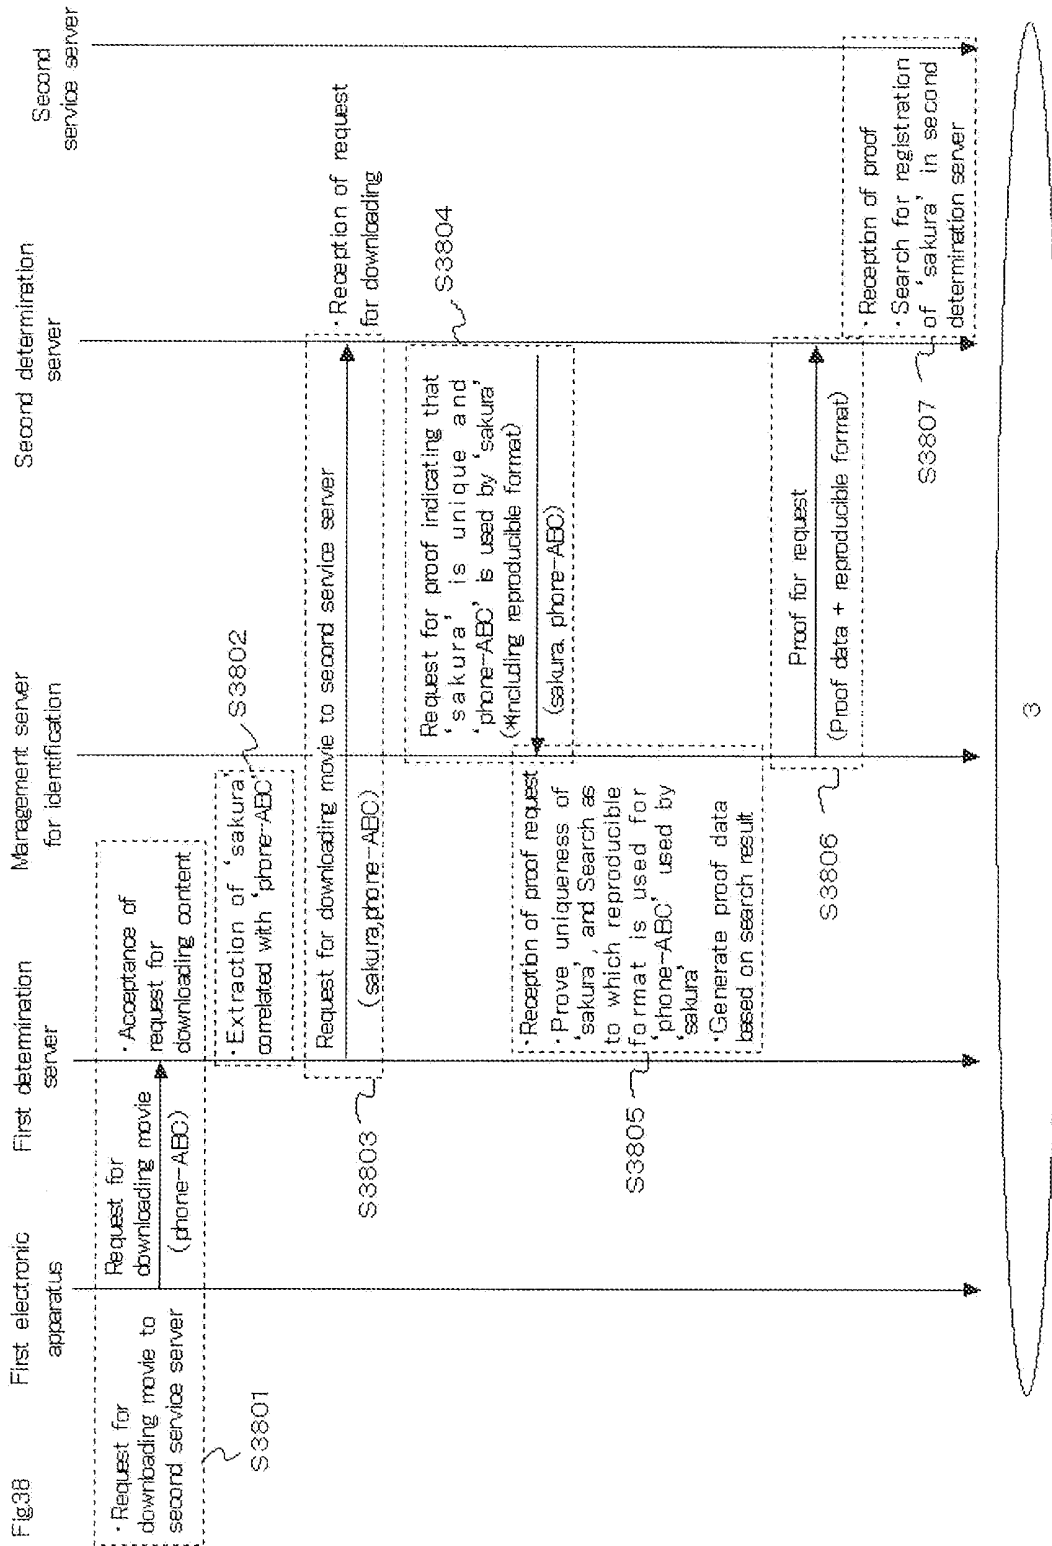 Fig38
First electronic
apparatus
First determination
server
Management server
for identification
Second determination
server
Second
service server
・Request for
downloading movie to
second service server
Request for
downloading movie
(phone-ABC)
・Acceptance of
request for
downloading content
S3801
・Extraction of ‘sakura’
correlated with ‘phone-ABC’
S3802
Request for downloading movie to second service server
(sakura,phone-ABC)
・Reception of request
for downloading
S3803
Request for proof indicating that
‘sakura’ is unique and
‘phone-ABC’ is used by ‘sakura’
(※including reproducible format)
(sakura, phone-ABC)
S3804
・Reception of proof request
・Prove uniqueness of
‘sakura’, and Search as
to which reproducible
format is used for
‘phone-ABC’ used by
‘sakura’
・Generate proof data
based on search result
S3805
Proof for request
(Proof data + reproducible format)
S3806
・Reception of proof
・Search for registration
of ‘sakura’ in second
determination server
S3807
3